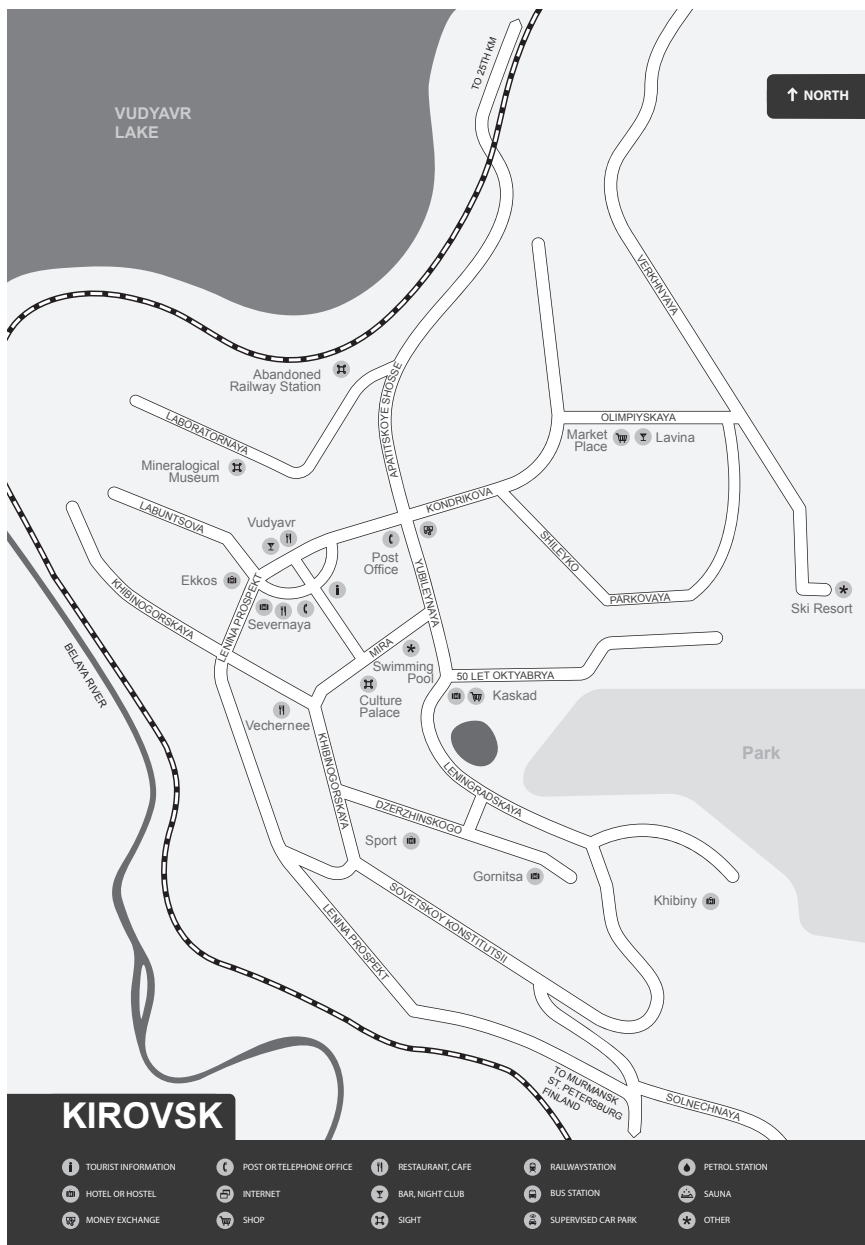 VUDYAVR
LAKE
TO 25TH KM
NORTH
VERKHNYAYA
Abandoned
Railway Station
APATITSKOYE SHOSSE
LABORATORNAYA
OLIMPIYSKAYA
Market
Place
Lavina
Mineralogical
Museum
LABUNTSOVA
KONDRIKOVA
Vudyavr
Post
Office
SHILEYKO
YUBILEYNAYA
Ekkos
KHIBINOGORSKAYA
LENINA PROSPEKT
Severnaya
PARKOVAYA
Ski Resort
MIRA
BELAYA RIVER
Swimming
Pool
50 LET OKTYABRYA
Kaskad
Culture
Palace
Vechernee
KHIBINOGORSKAYA
Park
LENINGRADSKAYA
DZERZHINSKOGO
Sport
Gornitsa
Khibiny
SOVETSKOY KONSTITUTSII
LENINA PROSPEKT
TO MURMANSK
ST. PETERSBURG
FINLAND
SOLNECHNAYA
KIROVSK
TOURIST INFORMATION
POST OR TELEPHONE OFFICE
RESTAURANT, CAFE
RAILWAYSTATION
PETROL STATION
HOTEL OR HOSTEL
INTERNET
BAR, NIGHT CLUB
BUS STATION
SAUNA
MONEY EXCHANGE
SHOP
SIGHT
SUPERVISED CAR PARK
OTHER